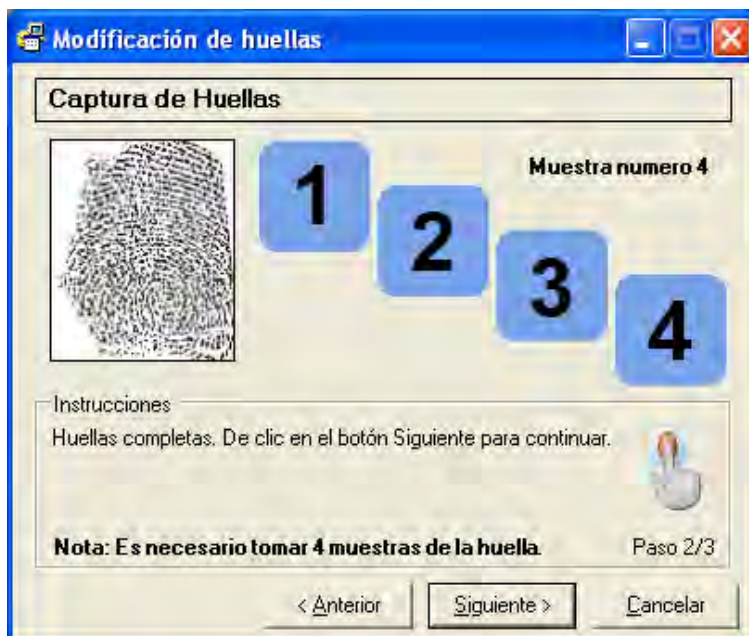 Modificación de huellas
Captura de Huellas
Muestra numero 4
1
2
3
4
Instrucciones
Huellas completas. De clic en el botón Siguiente para continuar.
Nota: Es necesario tomar 4 muestras de la huella.
Paso 2/3
< Anterior
Siguiente >
Cancelar